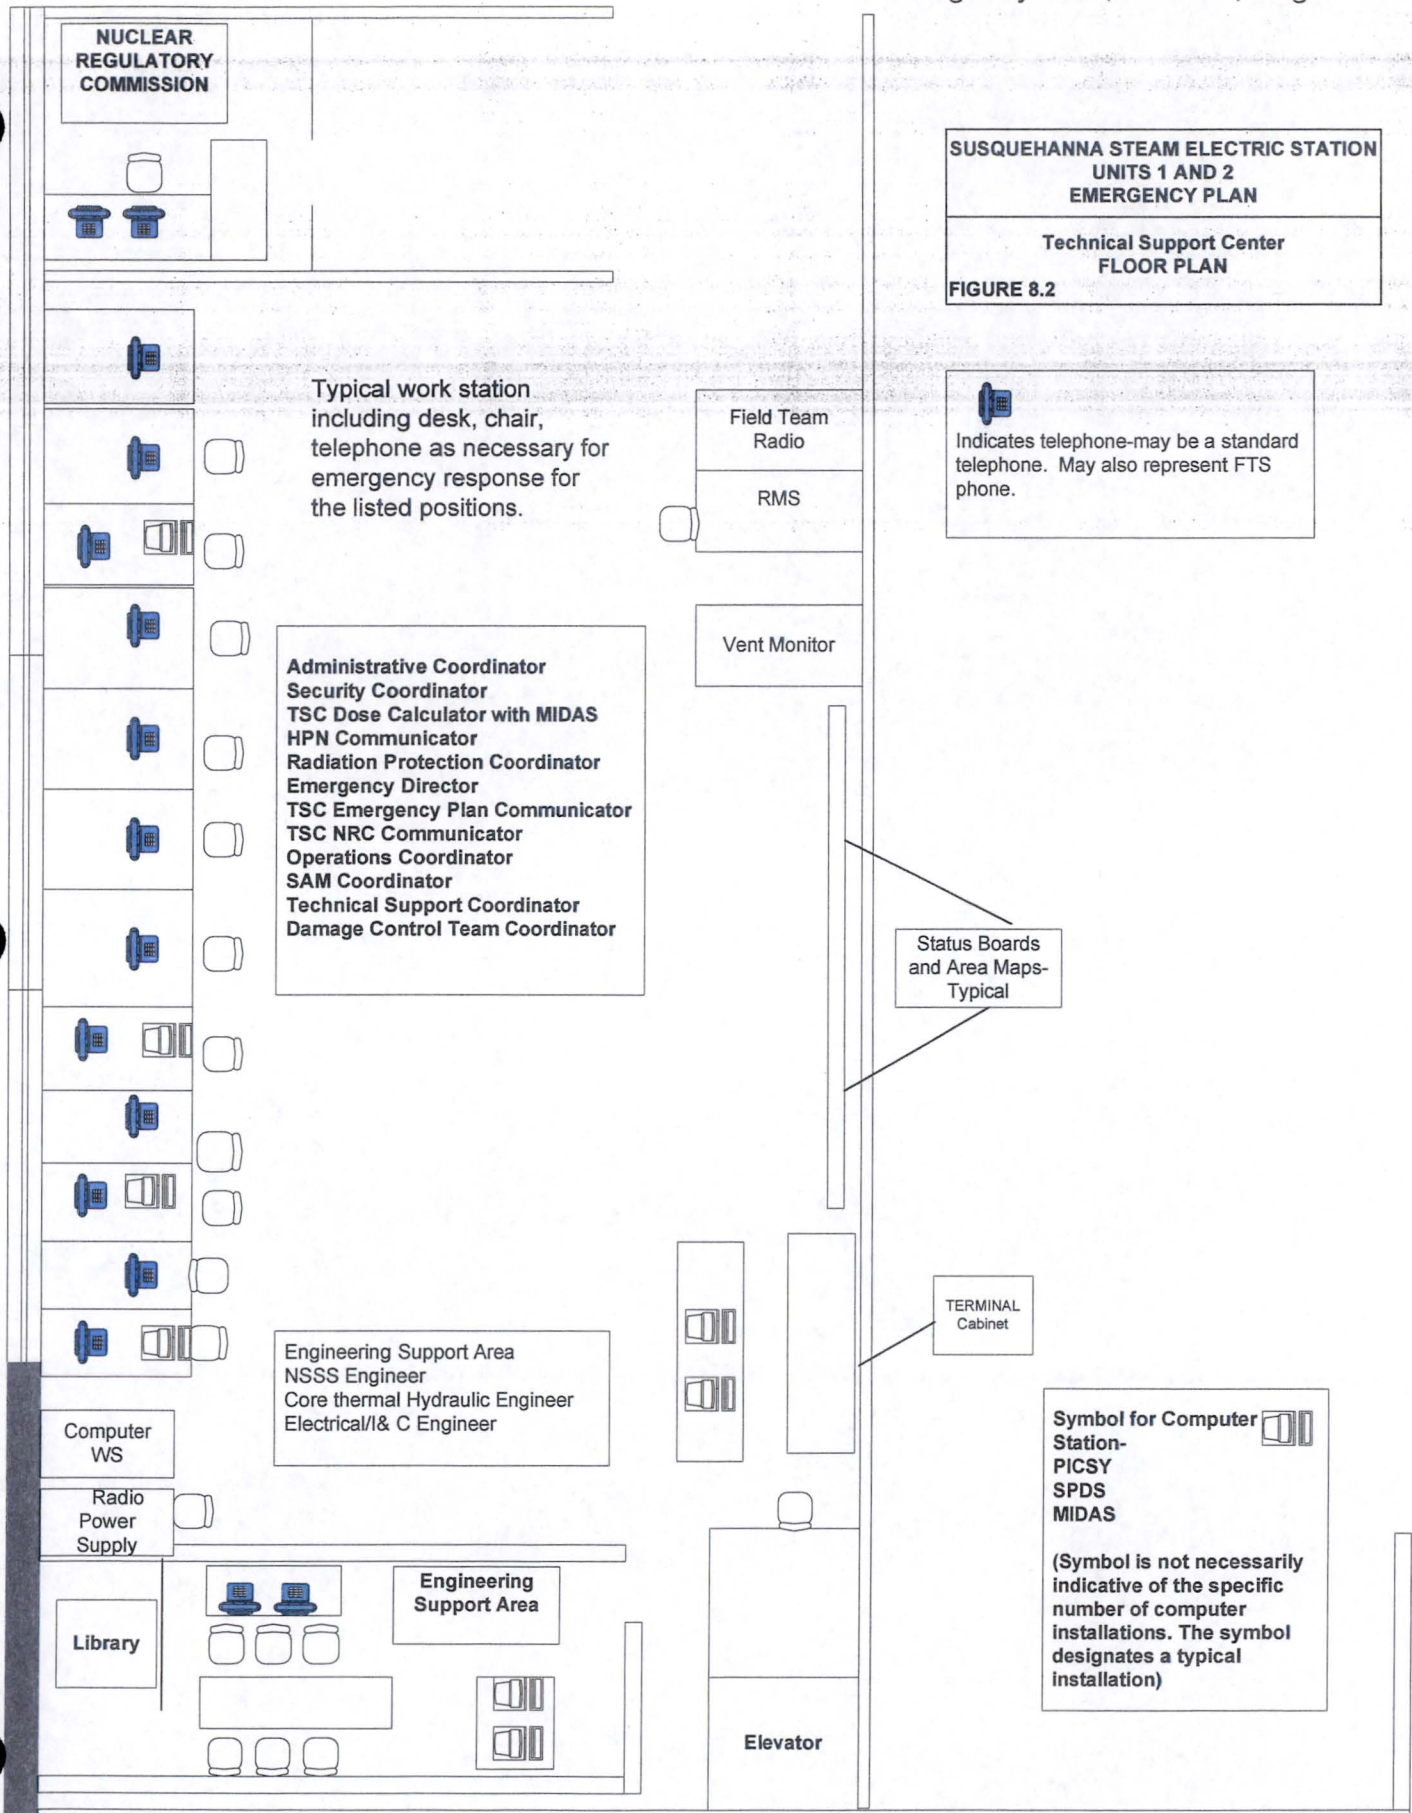 NUCLEAR
REGULATORY
COMMISSION
SUSQUEHANNA STEAM ELECTRIC STATION
UNITS 1 AND 2
EMERGENCY PLAN
Technical Support Center
FLOOR PLAN
FIGURE 8.2
Typical work station
including desk, chair,
telephone as necessary for
emergency response for
the listed positions.
Field Team
Radio
RMS
Indicates telephone-may be a standard
telephone. May also represent FTS
phone.
Vent Monitor
Administrative Coordinator
Security Coordinator
TSC Dose Calculator with MIDAS
HPN Communicator
Radiation Protection Coordinator
Emergency Director
TSC Emergency Plan Communicator
TSC NRC Communicator
Operations Coordinator
SAM Coordinator
Technical Support Coordinator
Damage Control Team Coordinator
Status Boards
and Area Maps-
Typical
TERMINAL
Cabinet
Engineering Support Area
NSSS Engineer
Core thermal Hydraulic Engineer
Electrical/I& C Engineer
Computer
WS
Radio
Power
Supply
Symbol for Computer
Station-
PICSY
SPDS
MIDAS
(Symbol is not necessarily
indicative of the specific
number of computer
installations. The symbol
designates a typical
installation)
Engineering
Support Area
Library
Elevator